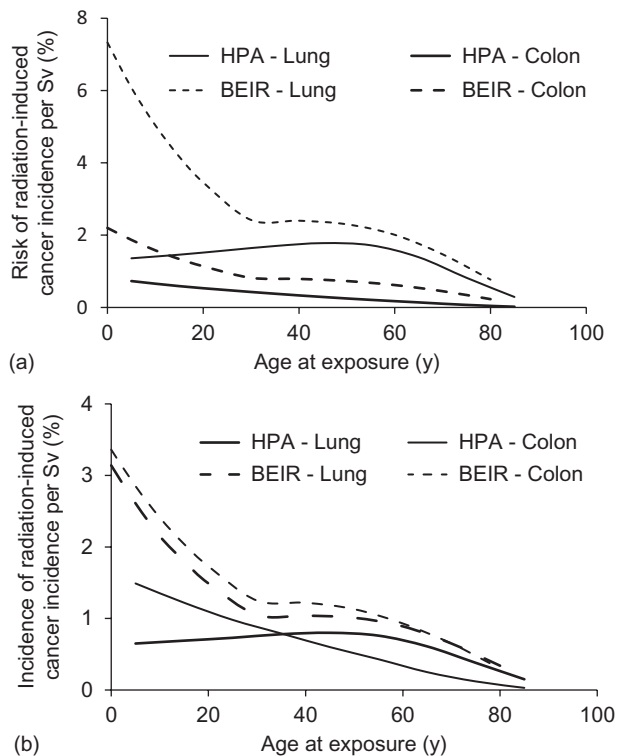 Risk of radiation-induced
cancer incidence per Sv (%)
8
6
4
2
0
HPA - Lung
HPA - Colon
BEIR - Lung
BEIR - Colon
0 20 40 60 80 100
(a)
Age at exposure (y)
Incidence of radiation-induced
cancer incidence per Sv (%)
4
3
2
1
0
HPA - Lung
HPA - Colon
BEIR - Lung
BEIR - Colon
0 20 40 60 80 100
(b)
Age at exposure (y)